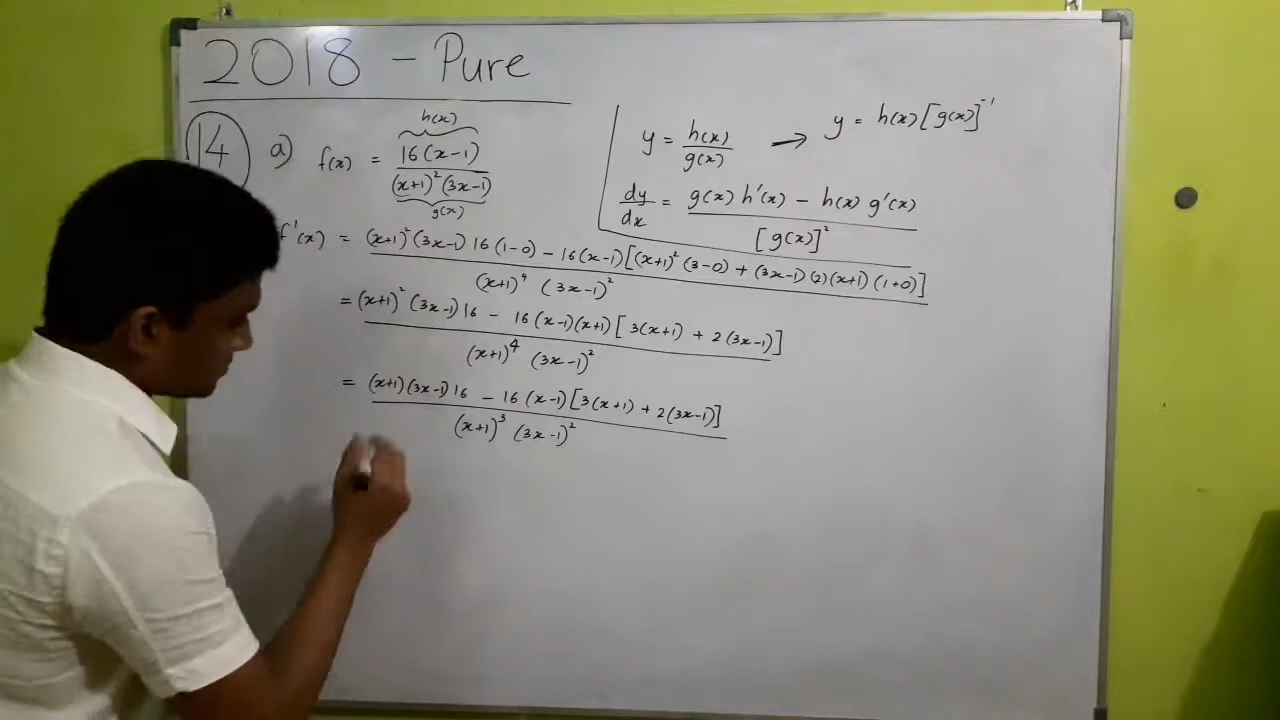 2018 - Pure
14 a) f(x) = 16(x-1) / (x+1)²(3x-1)
h(x)
g(x)
y = h(x) / g(x) → y = h(x)[g(x)]⁻¹
dy/dx = g(x) h'(x) - h(x) g'(x) / [g(x)]²
f'(x) = (x+1)²(3x-1) 16(1-0) - 16(x-1)[(x+1)²(3-0) + (3x-1)(2)(x+1)(1+0)] / (x+1)⁴ (3x-1)²
= (x+1)²(3x-1)16 - 16(x-1)(x+1)[3(x+1) + 2(3x-1)] / (x+1)⁴ (3x-1)²
= (x+1)(3x-1)16 - 16(x-1)[3(x+1) + 2(3x-1)] / (x+1)³ (3x-1)²